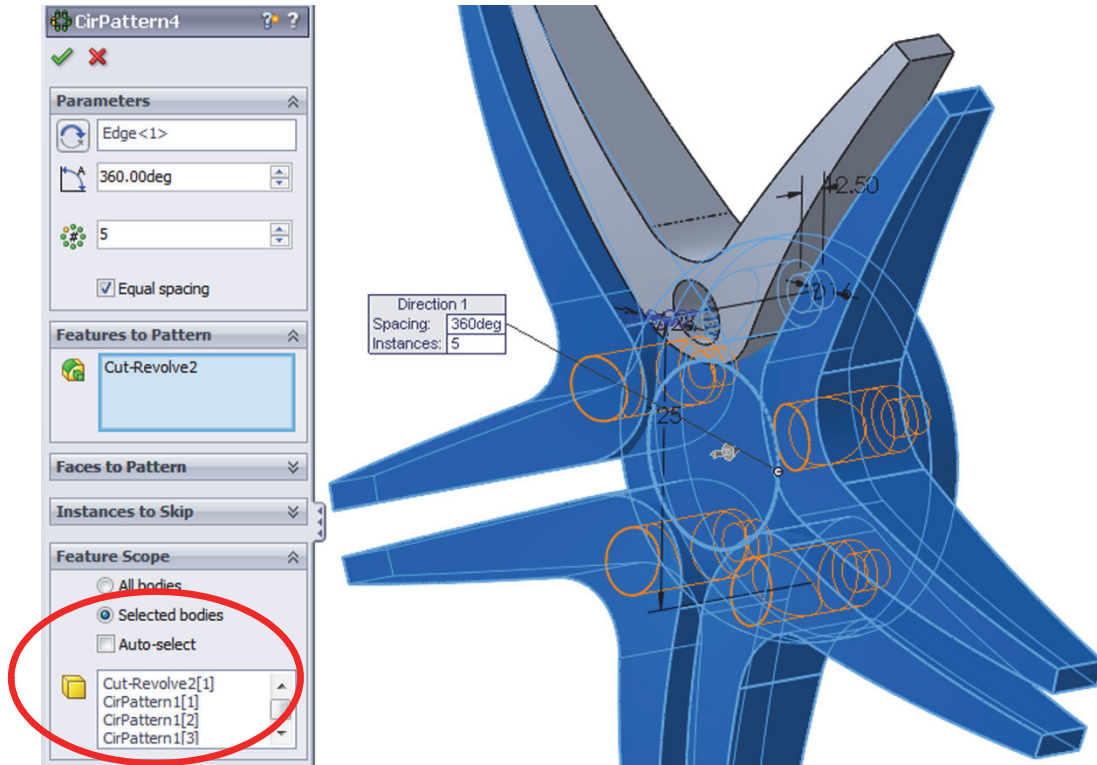 CirPattern4
? ?
Parameters
Edge<1>
A
360.00deg
#
5
Equal spacing
Features to Pattern
Cut-Revolve2
Faces to Pattern
Instances to Skip
Feature Scope
All bodies
Selected bodies
Auto-select
Cut-Revolve2[1]
CirPattern1[1]
CirPattern1[2]
CirPattern1[3]
Direction 1
Spacing: 360deg
Instances: 5
12.50
25